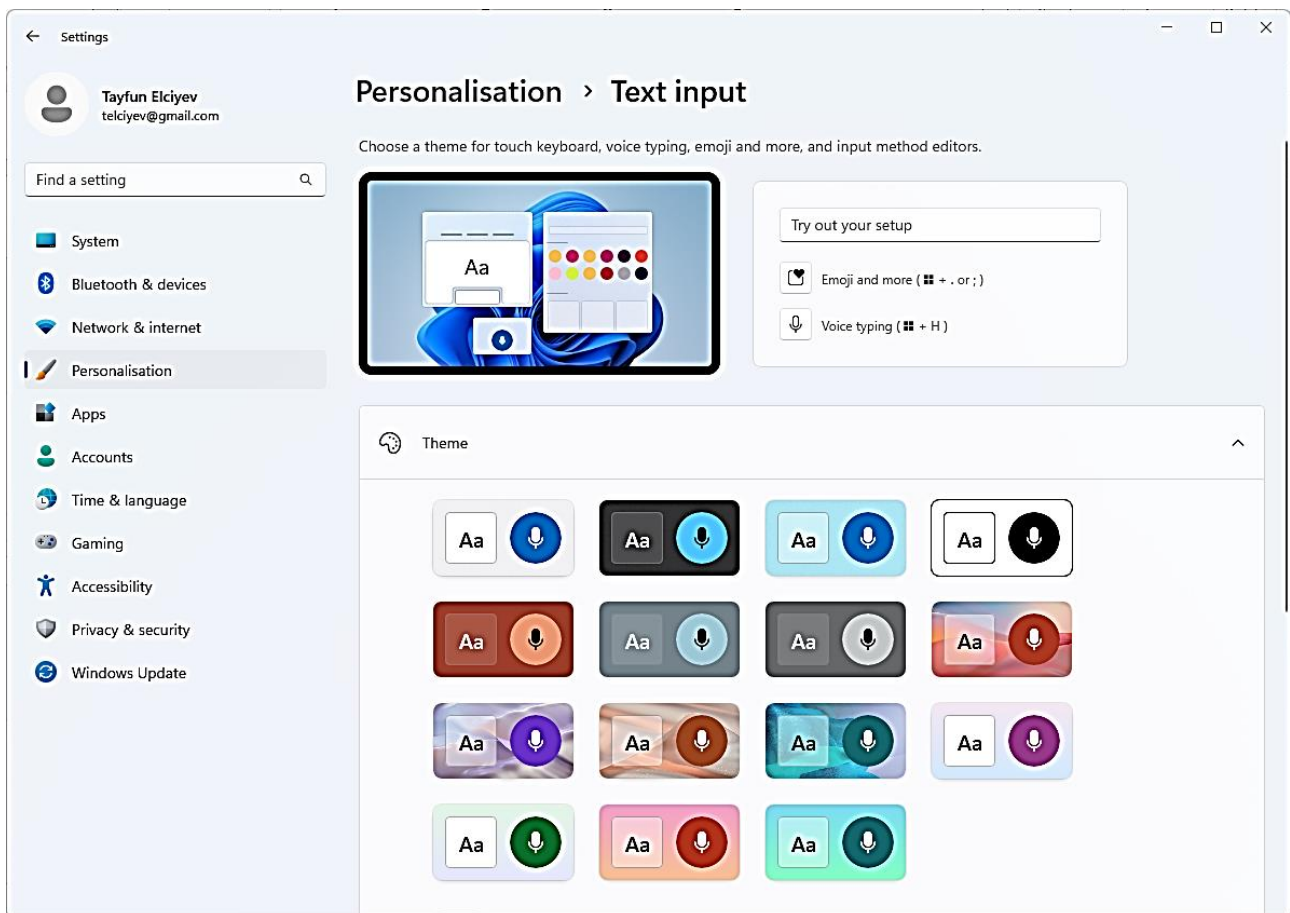 Settings
Tayfun Elciyev
telciyev@gmail.com
Find a setting
System
Bluetooth & devices
Network & internet
Personalisation
Apps
Accounts
Time & language
Gaming
Accessibility
Privacy & security
Windows Update
Personalisation > Text input
Choose a theme for touch keyboard, voice typing, emoji and more, and input method editors.
Aa
Try out your setup
Emoji and more ( + . or ; )
Voice typing ( + H )
Theme
Aa Aa Aa Aa
Aa Aa Aa Aa
Aa Aa Aa Aa
Aa Aa Aa